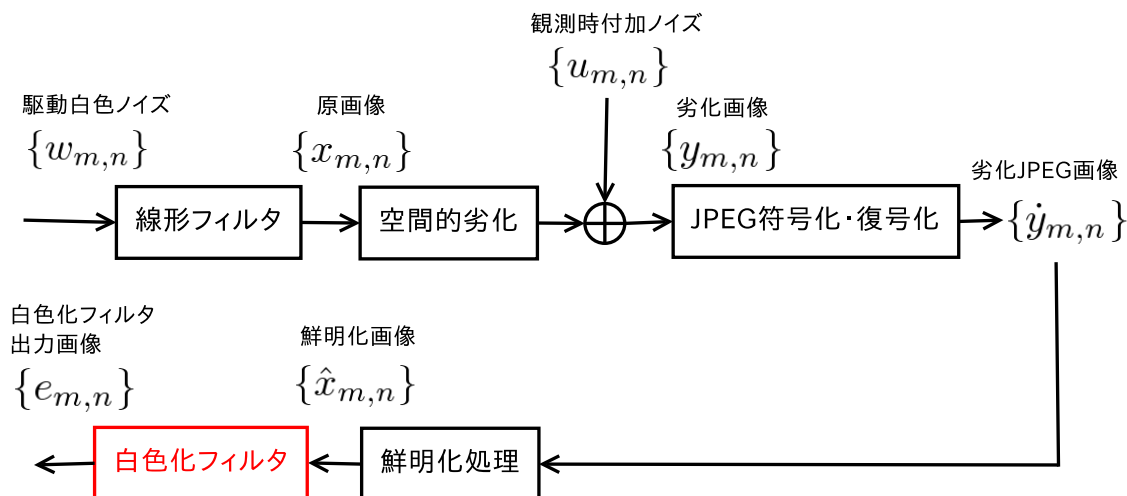 観測時付加ノイズ
{u_{m,n}}
駆動白色ノイズ
{w_{m,n}}
原画像
{x_{m,n}}
劣化画像
{y_{m,n}}
劣化JPEG画像
{ẏ_{m,n}}
線形フィルタ
空間的劣化
JPEG符号化・復号化
白色化フィルタ
出力画像
{e_{m,n}}
鮮明化画像
{x̂_{m,n}}
白色化フィルタ
鮮明化処理